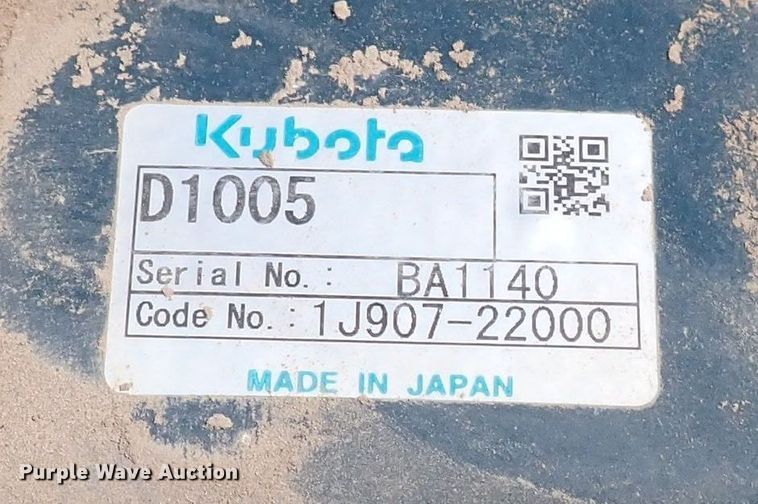 Kubota
D1005
Serial No.: BA1140
Code No.: 1J907-22000
MADE IN JAPAN
Purple Wave Auction